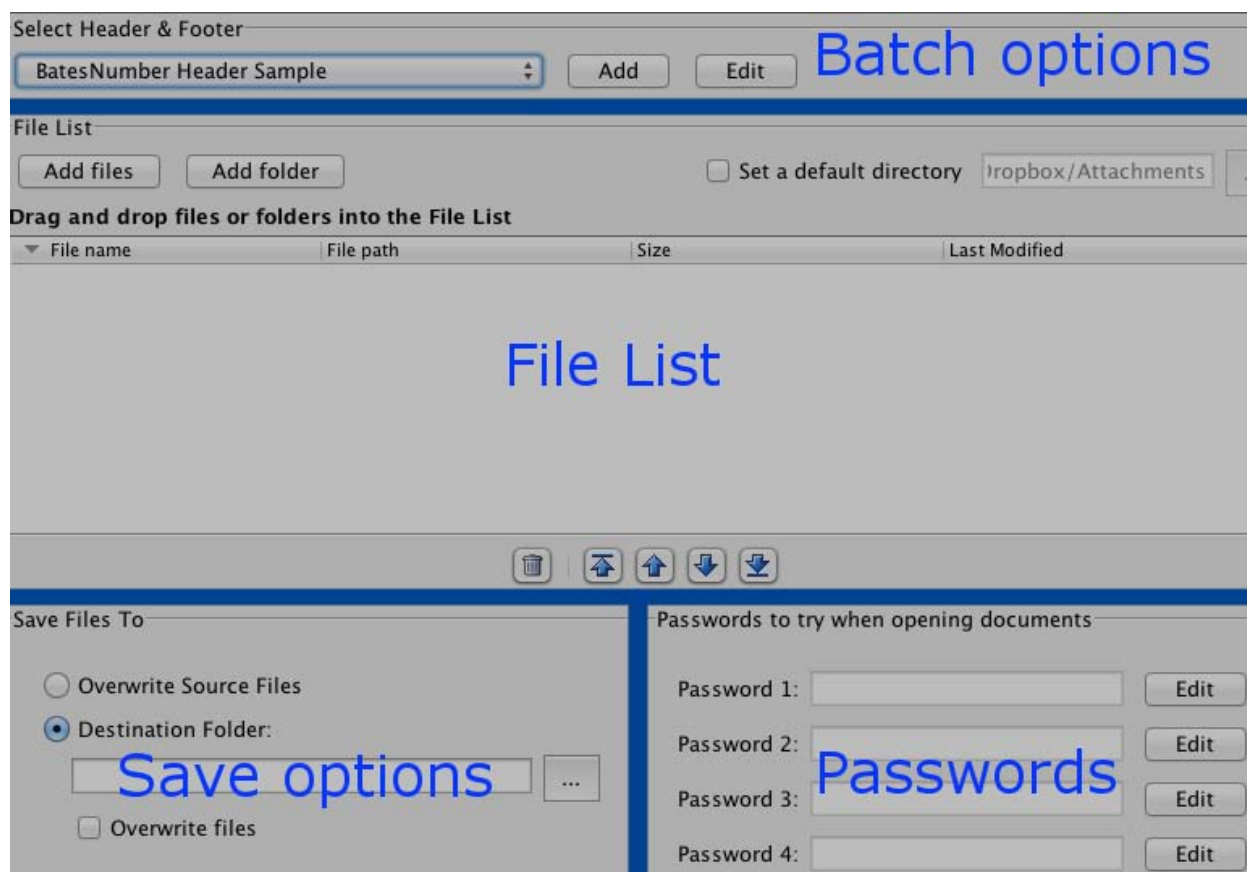 Select Header & Footer
BatesNumber Header Sample Add Edit Batch options
File List
Add files Add folder Set a default directory ropbox/Attachments
Drag and drop files or folders into the File List
File name File path Size Last Modified
File List
Save Files To
Overwrite Source Files
Destination Folder:
Save options ...
Overwrite files
Passwords to try when opening documents
Password 1: Edit
Password 2: Edit
Passwords
Password 3: Edit
Password 4: Edit